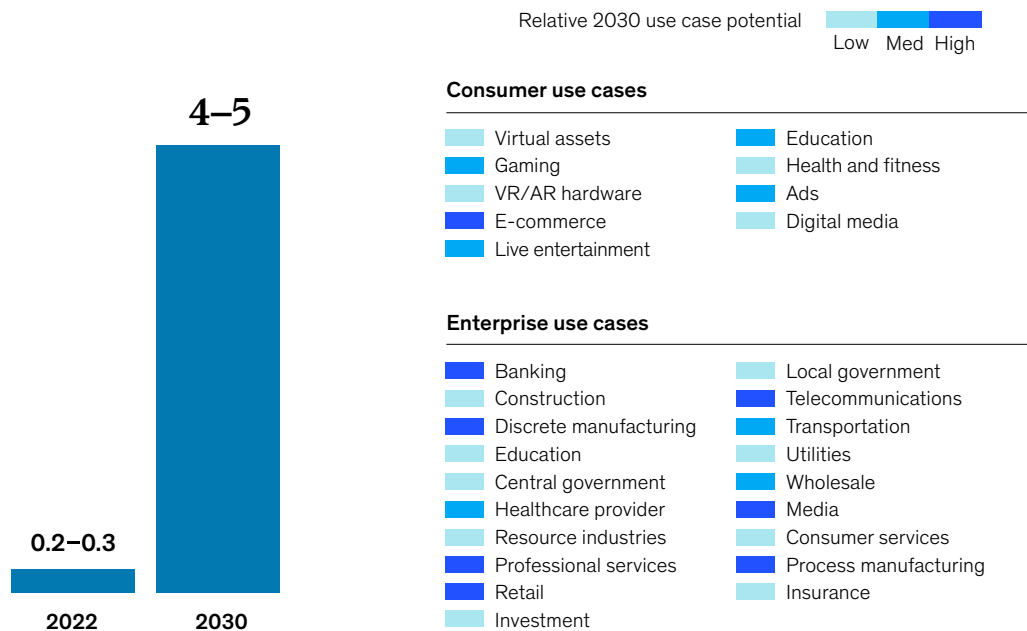 Relative 2030 use case potential
Low Med High
4–5
0.2–0.3
2022
2030
Consumer use cases
Virtual assets
Gaming
VR/AR hardware
E-commerce
Live entertainment
Education
Health and fitness
Ads
Digital media
Enterprise use cases
Banking
Construction
Discrete manufacturing
Education
Central government
Healthcare provider
Resource industries
Professional services
Retail
Investment
Local government
Telecommunications
Transportation
Utilities
Wholesale
Media
Consumer services
Process manufacturing
Insurance